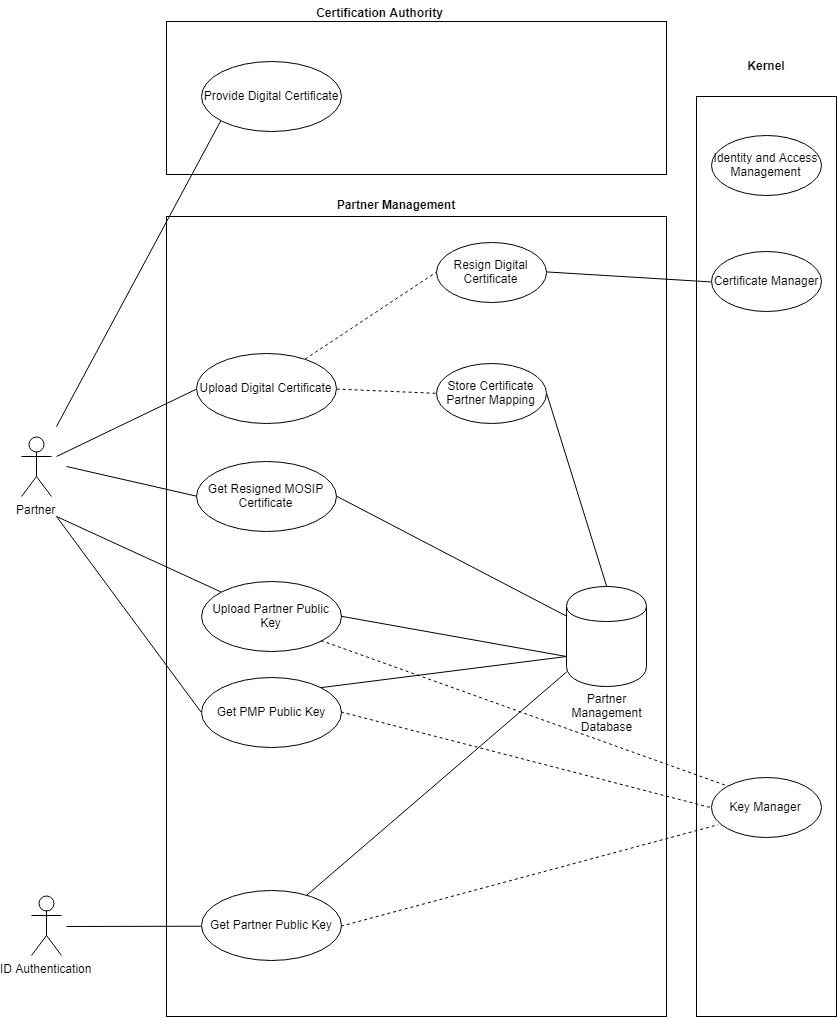 Certification Authority
Provide Digital Certificate
Kernel
Identity and Access
Management
Partner Management
Resign Digital
Certificate
Certificate Manager
Upload Digital Certificate
Store Certificate
Partner Mapping
Get Resigned MOSIP
Certificate
Partner
Upload Partner Public
Key
Get PMP Public Key
Partner
Management
Database
Key Manager
Get Partner Public Key
ID Authentication